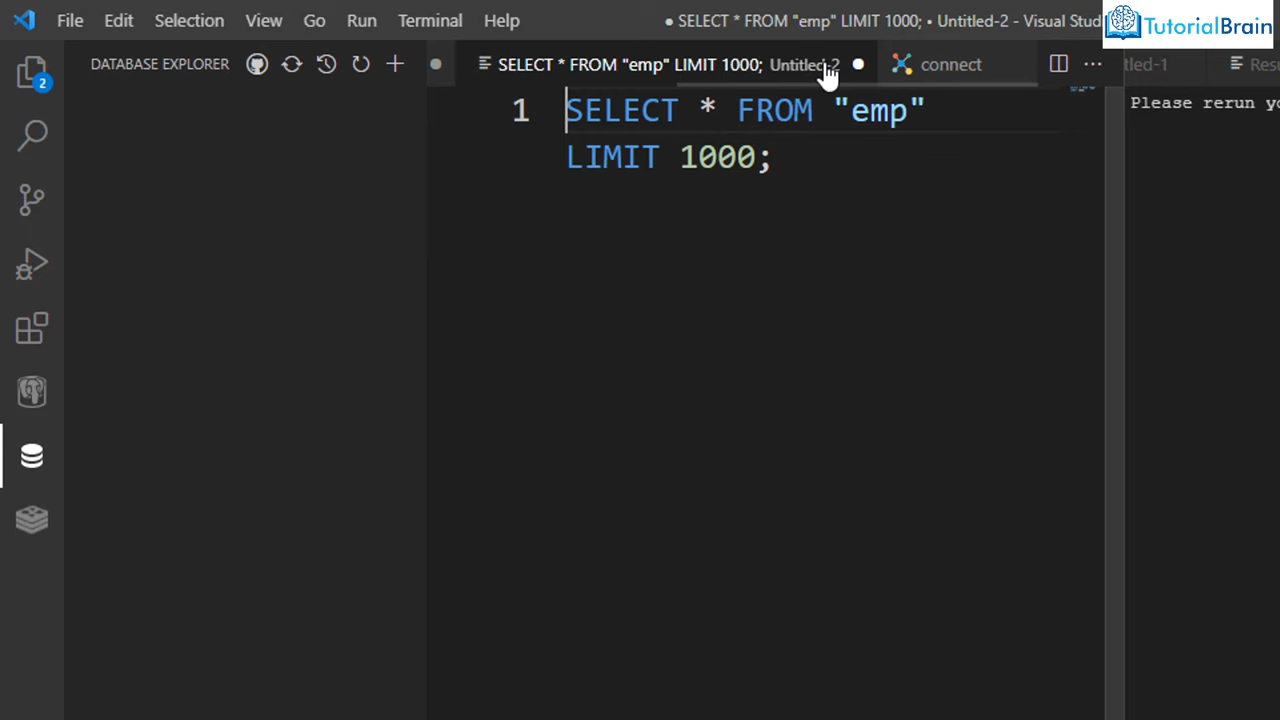 File Edit Selection View Go Run Terminal Help
● SELECT * FROM "emp" LIMIT 1000; • Untitled-2 - Visual Stud
TutorialBrain
2
DATABASE EXPLORER
SELECT * FROM "emp" LIMIT 1000; Untitled-2
connect
tled-1
Resu
Please rerun yo
1 SELECT * FROM "emp"
LIMIT 1000;